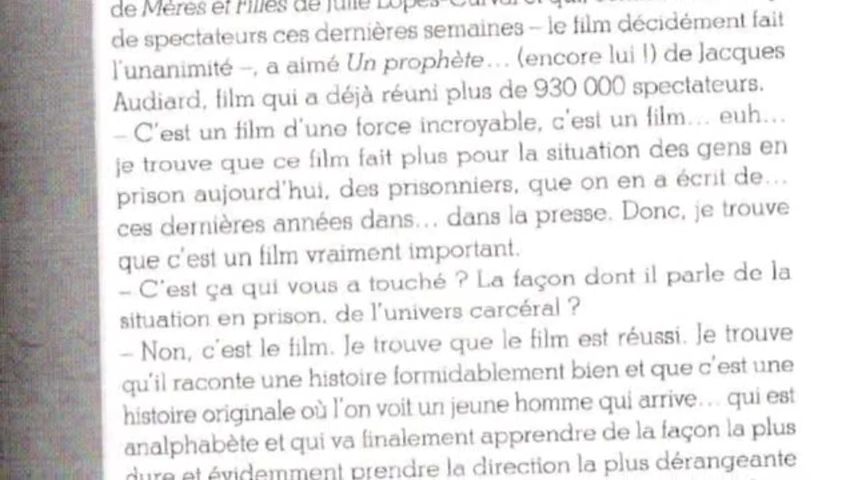 de Mères et Filles de Julie Lopes-Curval et qui,
de spectateurs ces dernières semaines – le film décidément fait
l'unanimité –, a aimé Un prophète… (encore lui !) de Jacques
Audiard, film qui a déjà réuni plus de 930 000 spectateurs.
– C'est un film d'une force incroyable, c'est un film… euh…
je trouve que ce film fait plus pour la situation des gens en
prison aujourd'hui, des prisonniers, que on en a écrit de…
ces dernières années dans… dans la presse. Donc, je trouve
que c'est un film vraiment important.
– C'est ça qui vous a touché ? La façon dont il parle de la
situation en prison, de l'univers carcéral ?
– Non, c'est le film. Je trouve que le film est réussi. Je trouve
qu'il raconte une histoire formidablement bien et que c'est une
histoire originale où l'on voit un jeune homme qui arrive… qui est
analphabète et qui va finalement apprendre de la façon la plus
dure et évidemment prendre la direction la plus dérangeante